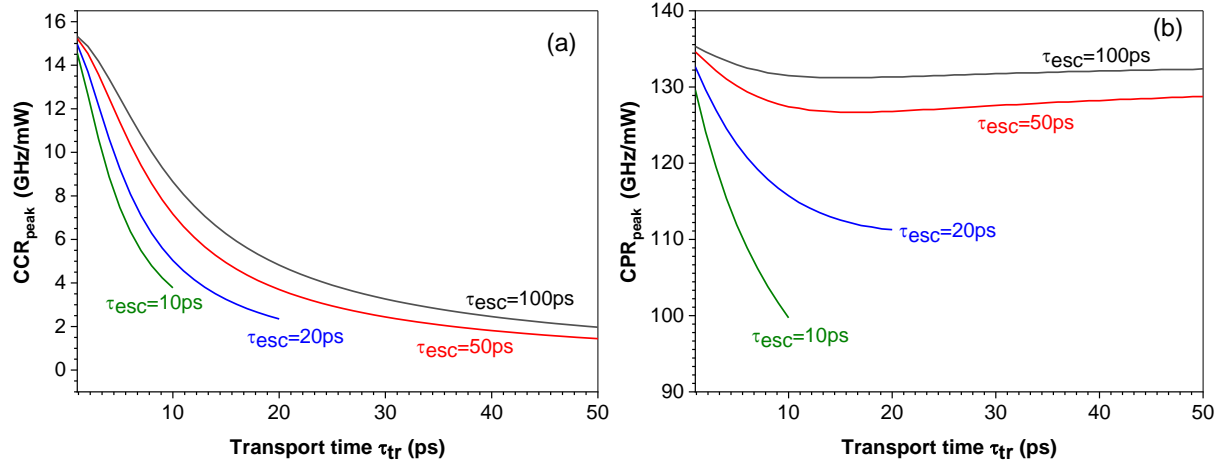 (a)
CCRpeak (GHz/mW)
16
14
12
10
8
6
4
2
0
τesc=100ps
τesc=10ps
τesc=20ps
τesc=50ps
10
20
30
40
50
Transport time τtr (ps)
(b)
CPRpeak (GHz/mW)
140
130
120
110
100
90
τesc=100ps
τesc=50ps
τesc=20ps
τesc=10ps
10
20
30
40
50
Transport time τtr (ps)